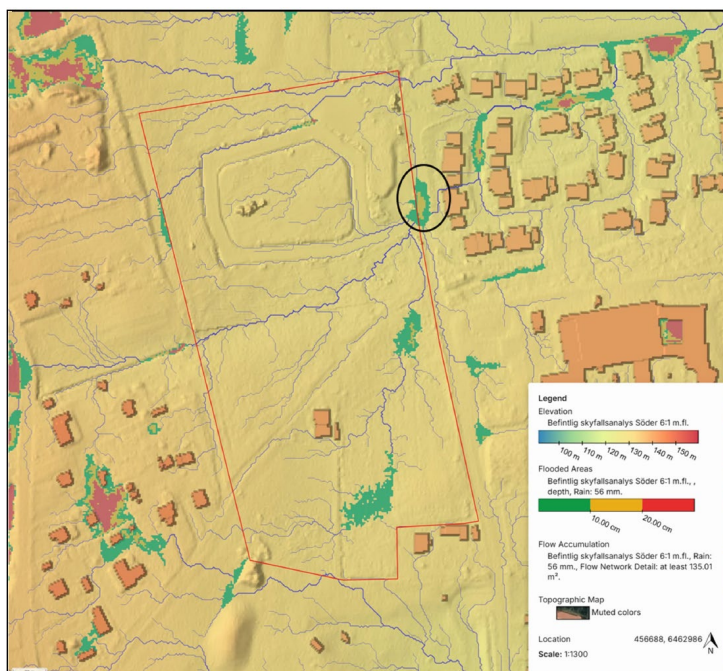 Legend
Elevation
Befintlig skyfallsanalys Söder 6:1 m.fl.
100 m 110 m 120 m 130 m 140 m 150 m
Flooded Areas
Befintlig skyfallsanalys Söder 6:1 m.fl., ,
depth, Rain: 56 mm.
10.00 cm 20.00 cm
Flow Accumulation
Befintlig skyfallsanalys Söder 6:1 m.fl., Rain:
56 mm., Flow Network Detail: at least 135.01
m².
Topographic Map
Muted colors
Location 456688, 6462986
Scale: 1:1300 N